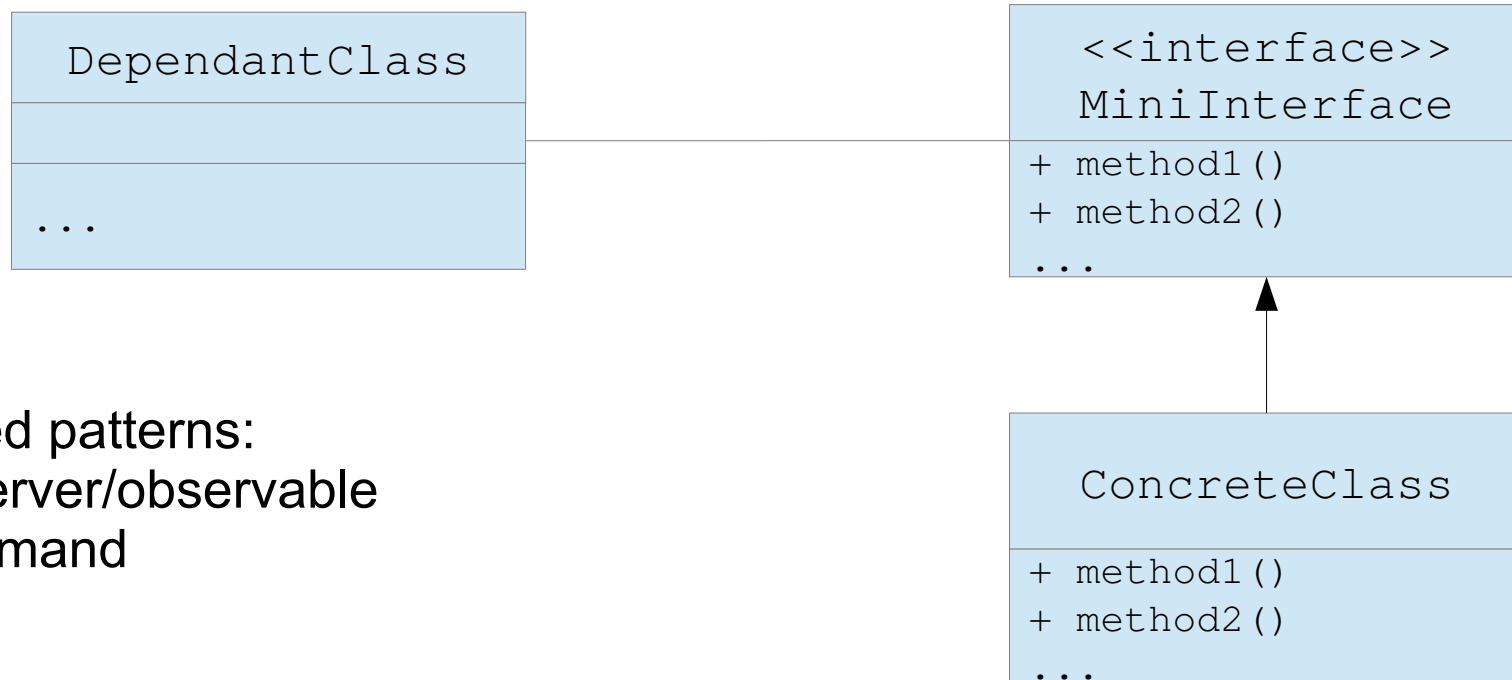 DependantClass
...
<<interface>>
MiniInterface
+ method1()
+ method2()
...
ed patterns:
erver/observable
mand
ConcreteClass
+ method1()
+ method2()
...